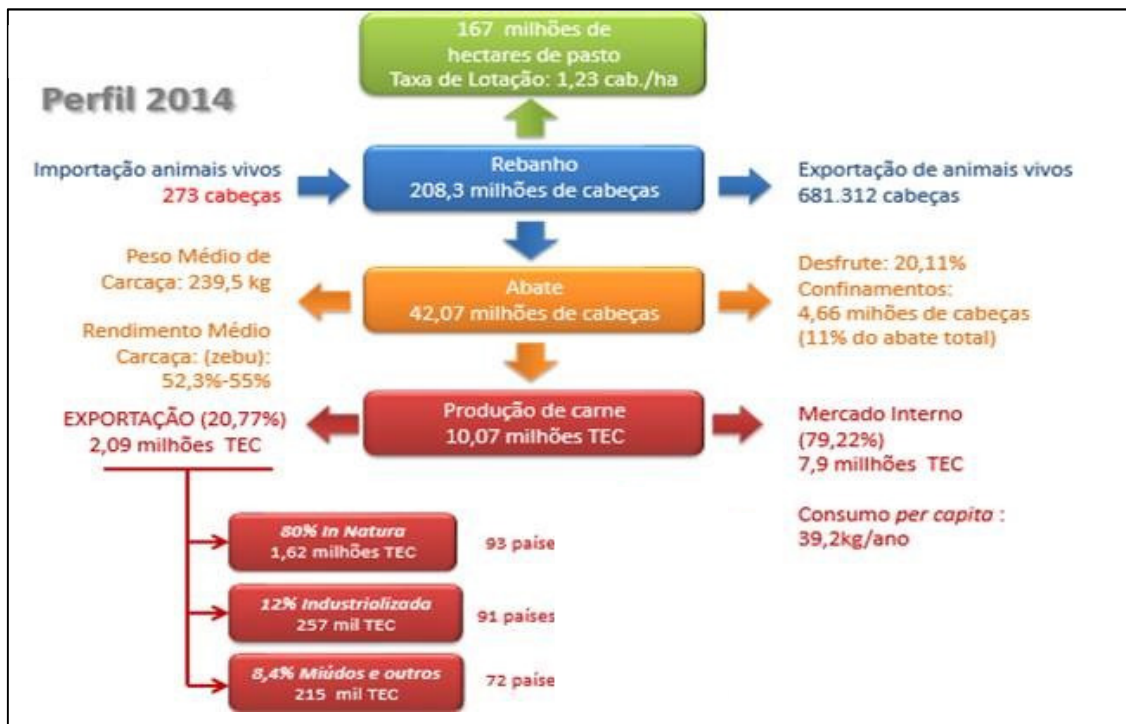 167 milhões de
hectares de pasto
Taxa de Lotação: 1,23 cab./ha
Perfil 2014
Importação animais vivos
273 cabeças
Rebanho
208,3 milhões de cabeças
Exportação de animais vivos
681.312 cabeças
Peso Médio de
Carcaça: 239,5 kg
Rendimento Médio
Carcaça: (zebu):
52,3%-55%
Abate
42,07 milhões de cabeças
Desfrute: 20,11%
Confinamentos:
4,66 mihões de cabeças
(11% do abate total)
EXPORTAÇÃO (20,77%)
2,09 milhões TEC
Produção de carne
10,07 milhões TEC
Mercado Interno
(79,22%)
7,9 millhões TEC
Consumo per capita :
39,2kg/ano
80% In Natura
1,62 milhões TEC
93 paíse
12% Industrializada
257 mil TEC
91 países
8,4% Miúdos e outros
215 mil TEC
72 paíse